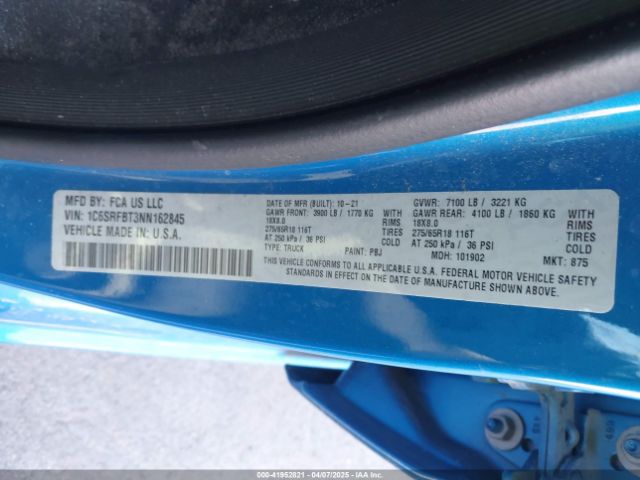 MFD BY: FCA US LLC
VIN: 1C6SRFBT3NN162845
VEHICLE MADE IN: U.S.A.
DATE OF MFR (BUILT): 10-21
GAWR FRONT: 3900 LB / 1770 KG WITH
18X8.0 RIMS
275/65R18 116T TIRES
AT 250 kPa / 36 PSI COLD
TYPE: TRUCK PAINT: PBJ
GVWR: 7100 LB / 3221 KG
GAWR REAR: 4100 LB / 1860 KG WITH
18X8.0 RIMS
275/65R18 116T TIRES
AT 250 kPa / 36 PSI COLD
MDH: 101902 MKT: 875
THIS VEHICLE CONFORMS TO ALL APPLICABLE U.S.A. FEDERAL MOTOR VEHICLE SAFETY
STANDARDS IN EFFECT ON THE DATE OF MANUFACTURE SHOWN ABOVE.
000-41952821 - 04/07/2025 - IAAI.com